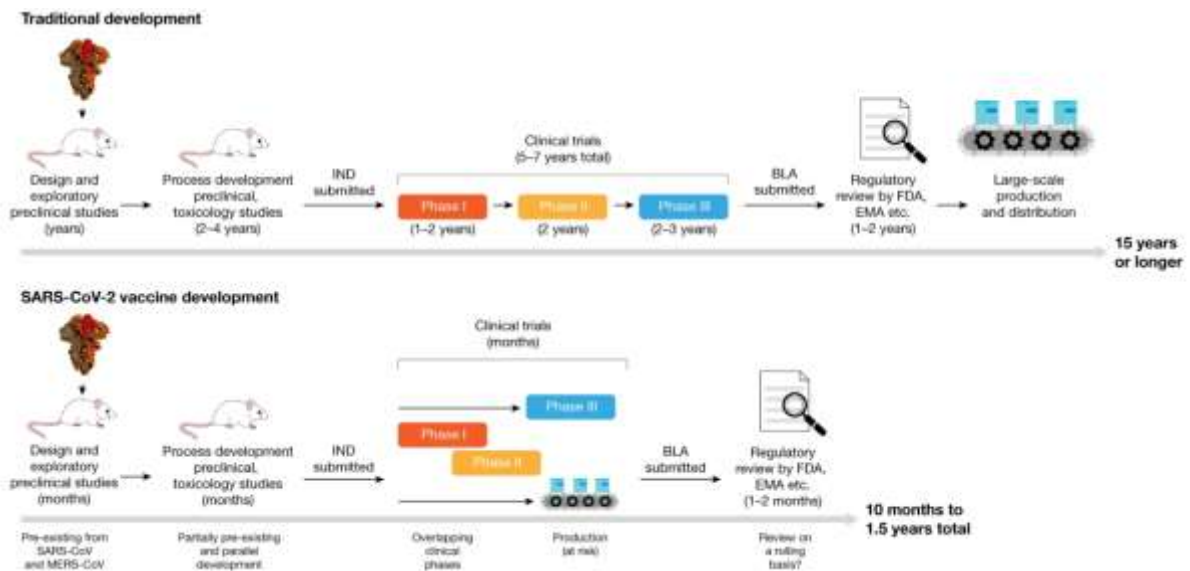 Traditional development
Clinical trials
(5–7 years total)
Design and
exploratory
preclinical studies
(years)
Process development
preclinical,
toxicology studies
(2–4 years)
IND
submitted
Phase I
(1–2 years)
Phase II
(2 years)
Phase III
(2–3 years)
BLA
submitted
Regulatory
review by FDA,
EMA etc.
(1–2 years)
Large-scale
production
and distribution
15 years
or longer
SARS-CoV-2 vaccine development
Clinical trials
(months)
Design and
exploratory
preclinical studies
(months)
Process development
preclinical,
toxicology studies
(months)
IND
submitted
Phase III
Phase I
Phase II
BLA
submitted
Regulatory
review by FDA,
EMA etc.
(1–2 months)
10 months to
1.5 years total
Pre-existing from
SARS-CoV
and MERS-CoV
Partially pre-existing
and parallel
development
Overlapping
clinical
phases
Production
(at risk)
Review on
a rolling
basis?